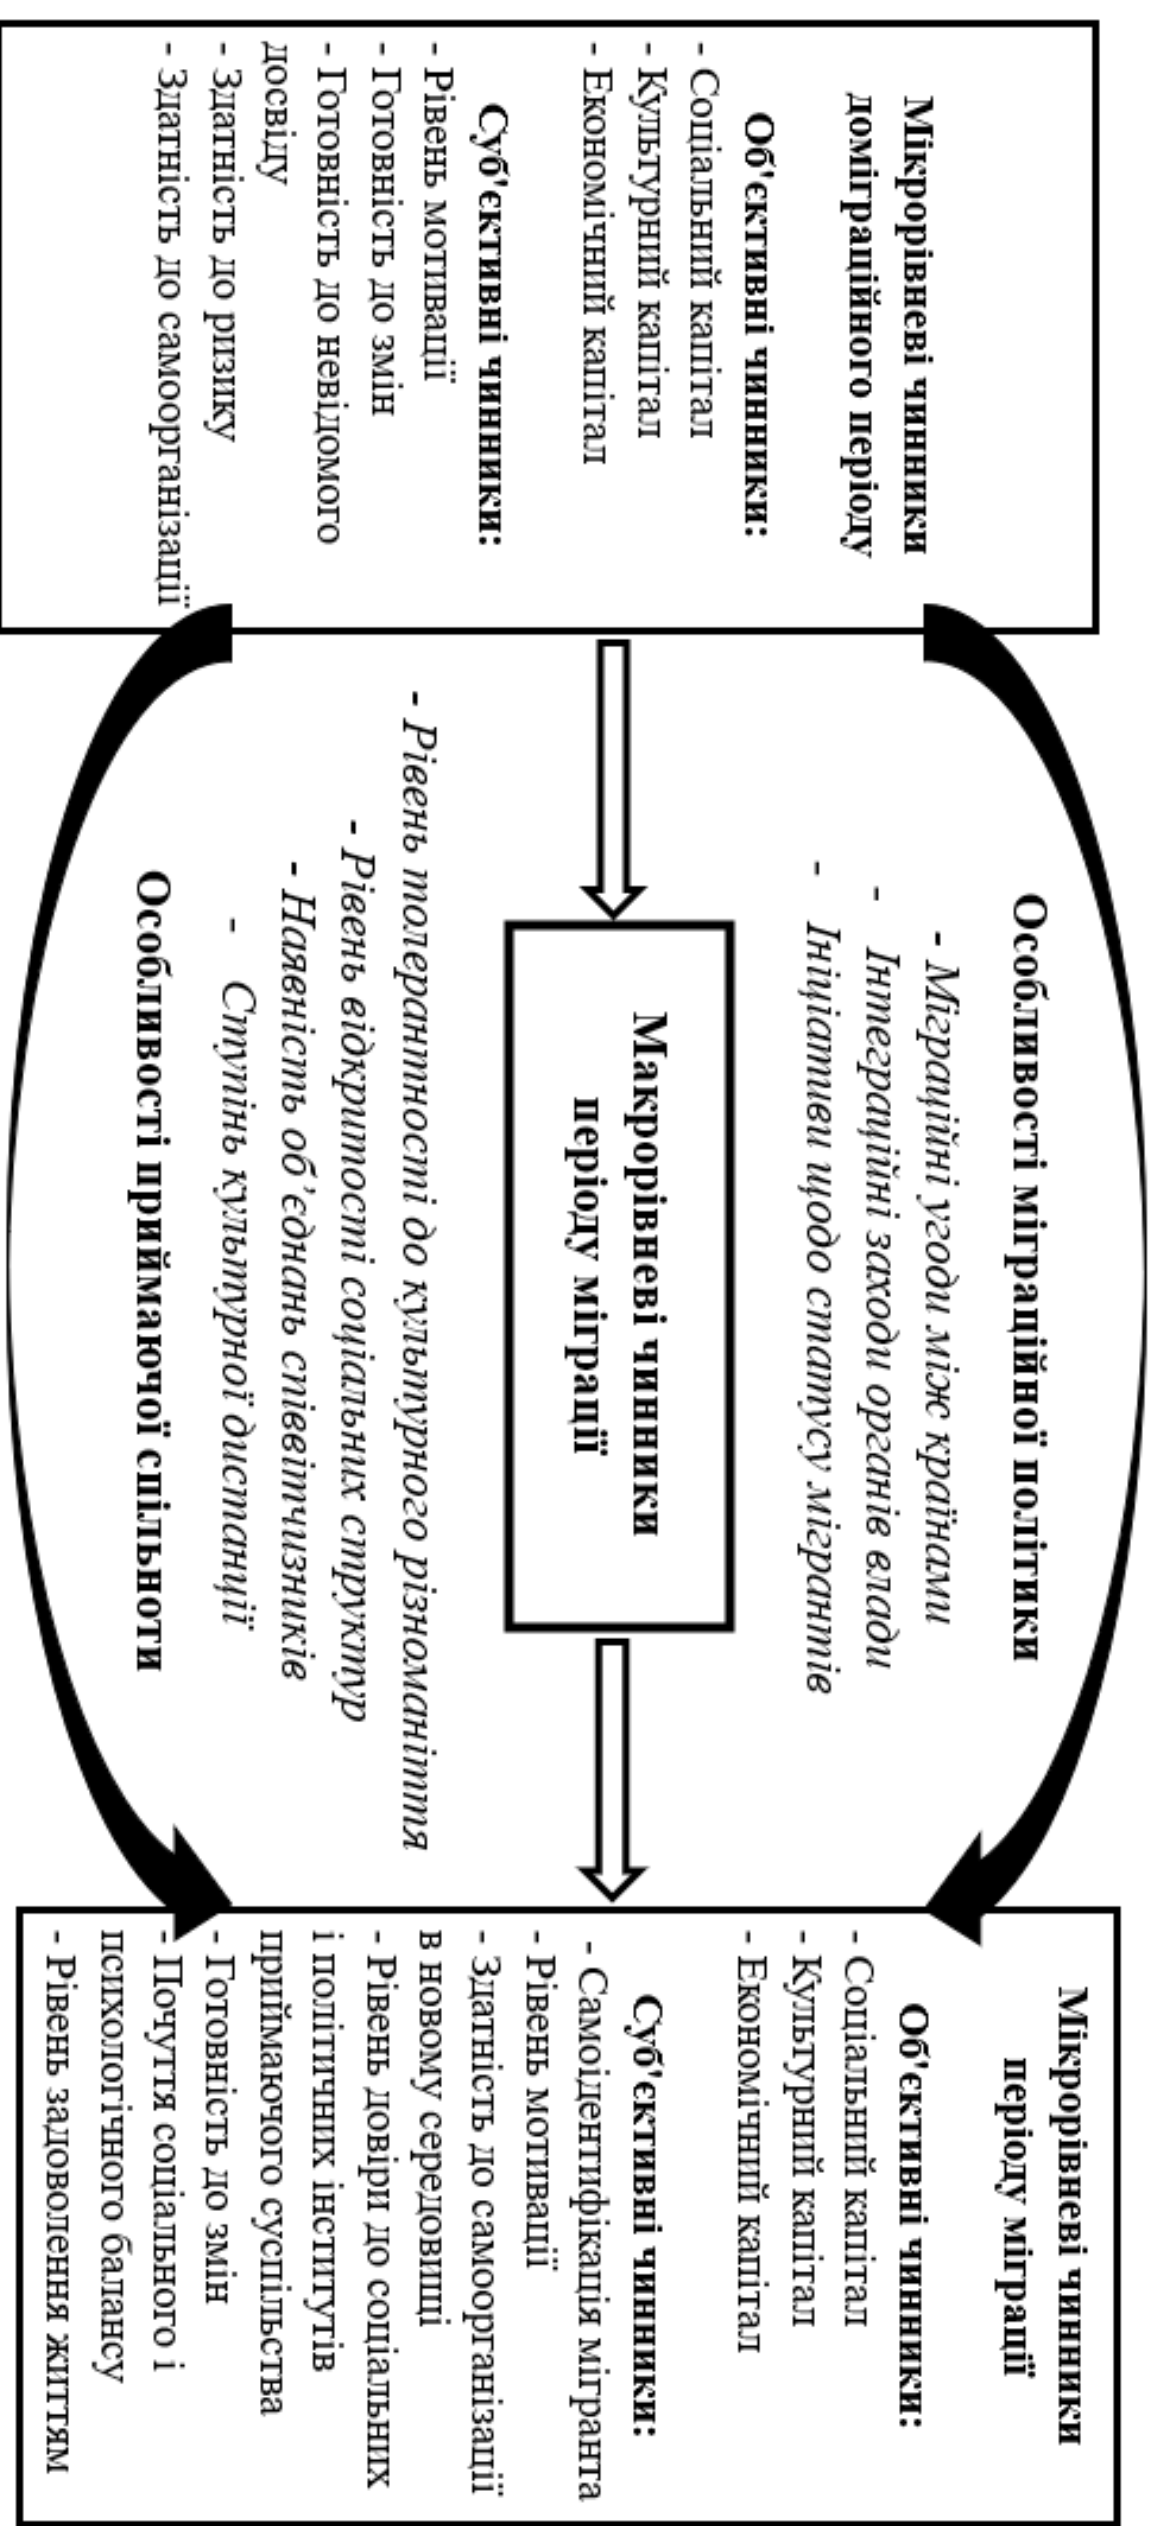 Мікрорівневі чинники
доміграційного періоду
Об'єктивні чинники:
- Соціальний капітал
- Культурний капітал
- Економічний капітал
Суб'єктивні чинники:
- Рівень мотивації
- Готовність до змін
- Готовність до невідомого
досвіду
- Здатність до ризику
- Здатність до самоорганізації
Особливості міграційної політики
- Міграційні угоди між країнами
- Інтеграційні заходи органів влади
- Ініціативи щодо статусу мігрантів
Макрорівневі чинники
періоду міграції
- Рівень толерантності до культурного різноманіття
- Рівень відкритості соціальних структур
- Наявність об’єднань співвітчизників
- Ступінь культурної дистанції
Особливості приймаючої спільноти
Мікрорівневі чинники
періоду міграції
Об'єктивні чинники:
- Соціальний капітал
- Культурний капітал
- Економічний капітал
Суб'єктивні чинники:
- Самоідентифікація мігранта
- Рівень мотивації
- Здатність до самоорганізації
в новому середовищі
- Рівень довіри до соціальних
і політичних інститутів
приймаючого суспільства
- Готовність до змін
- Почуття соціального і
психологічного балансу
- Рівень задоволення життям